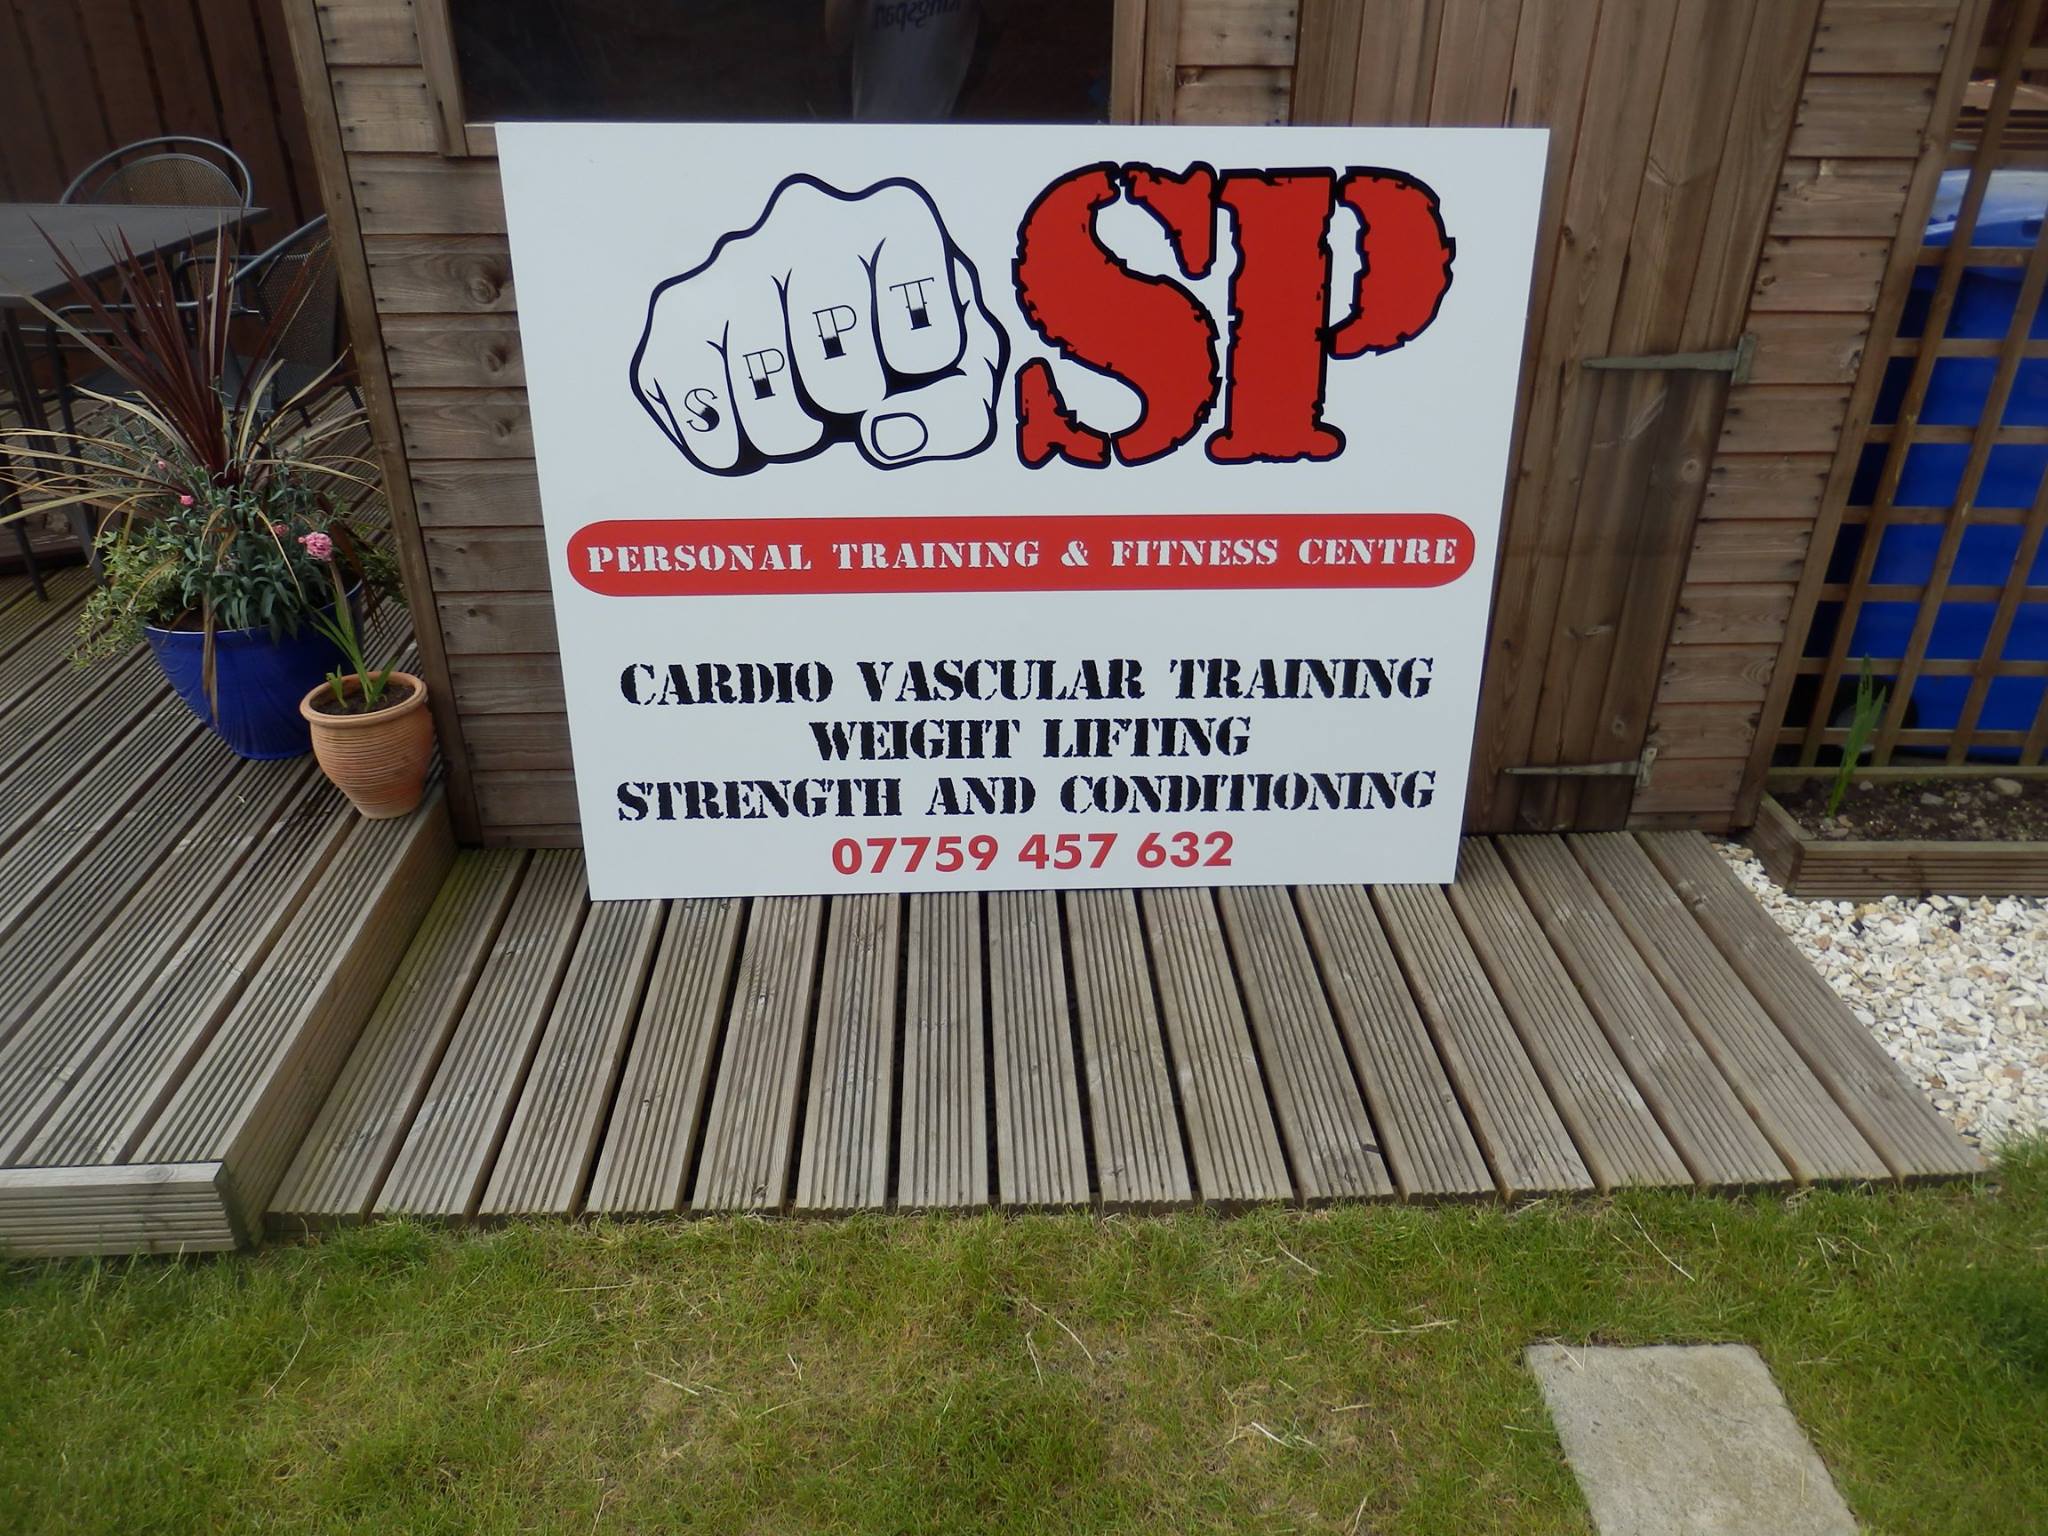 SPPT
SP
PERSONAL TRAINING & FITNESS CENTRE
CARDIO VASCULAR TRAINING
WEIGHT LIFTING
STRENGTH AND CONDITIONING
07759 457 632